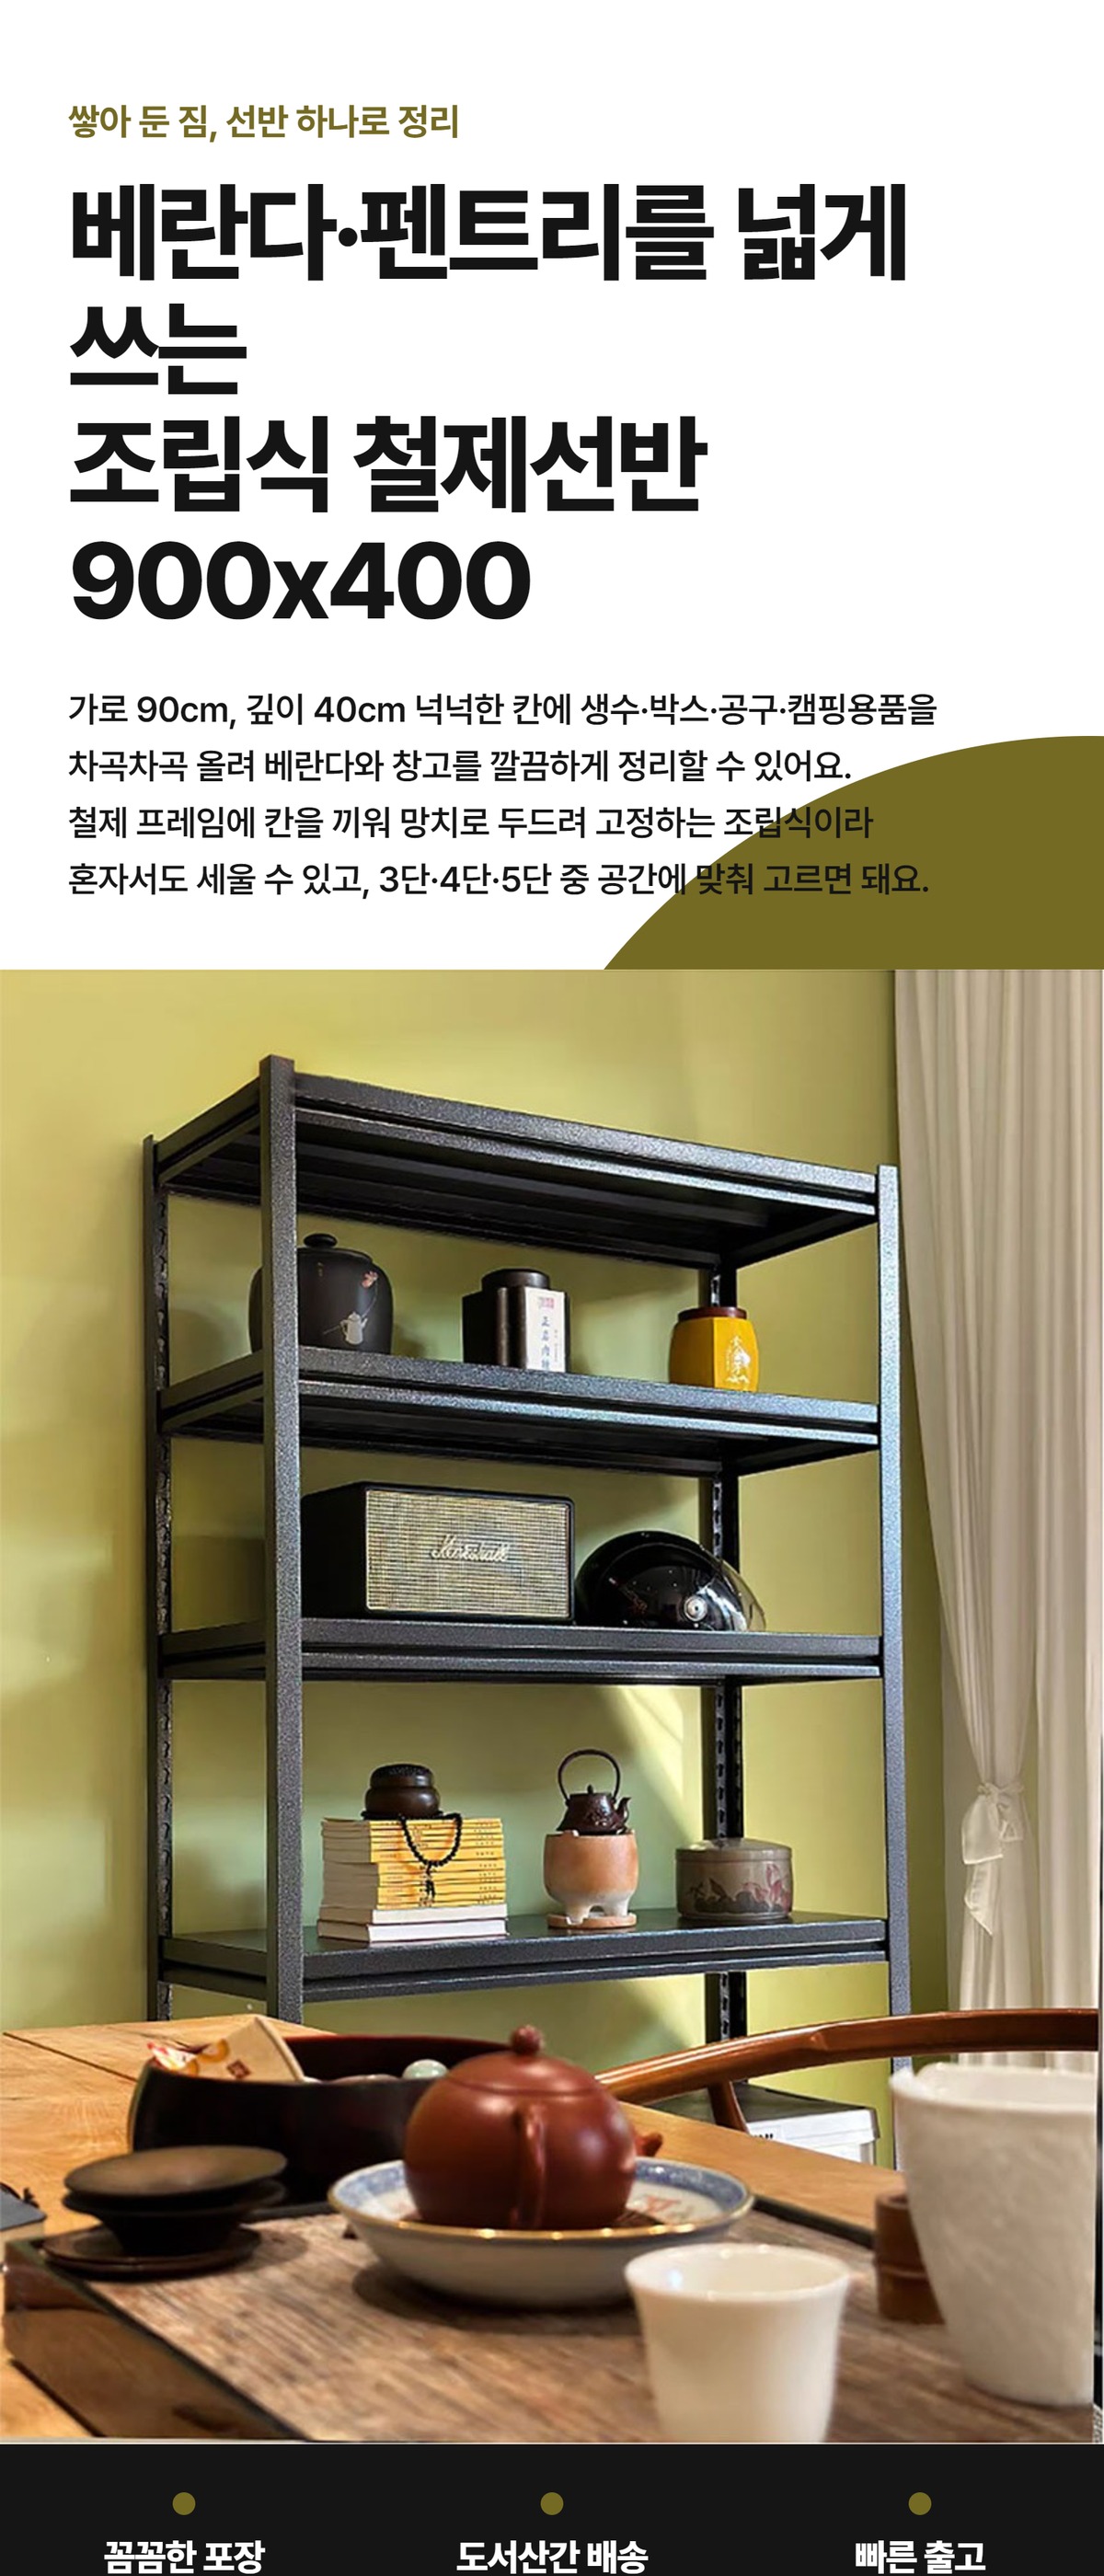 쌓아 둔 짐, 선반 하나로 정리
베란다·펜트리를 넓게
쓰는
조립식 철제선반
900x400
가로 90cm, 깊이 40cm 넉넉한 칸에 생수·박스·공구·캠핑용품을
차곡차곡 올려 베란다와 창고를 깔끔하게 정리할 수 있어요.
철제 프레임에 칸을 끼워 망치로 두드려 고정하는 조립식이라
혼자서도 세울 수 있고, 3단·4단·5단 중 공간에 맞춰 고르면 돼요.
Marshall
꼼꼼한 포장
도서산간 배송
빠른 출고